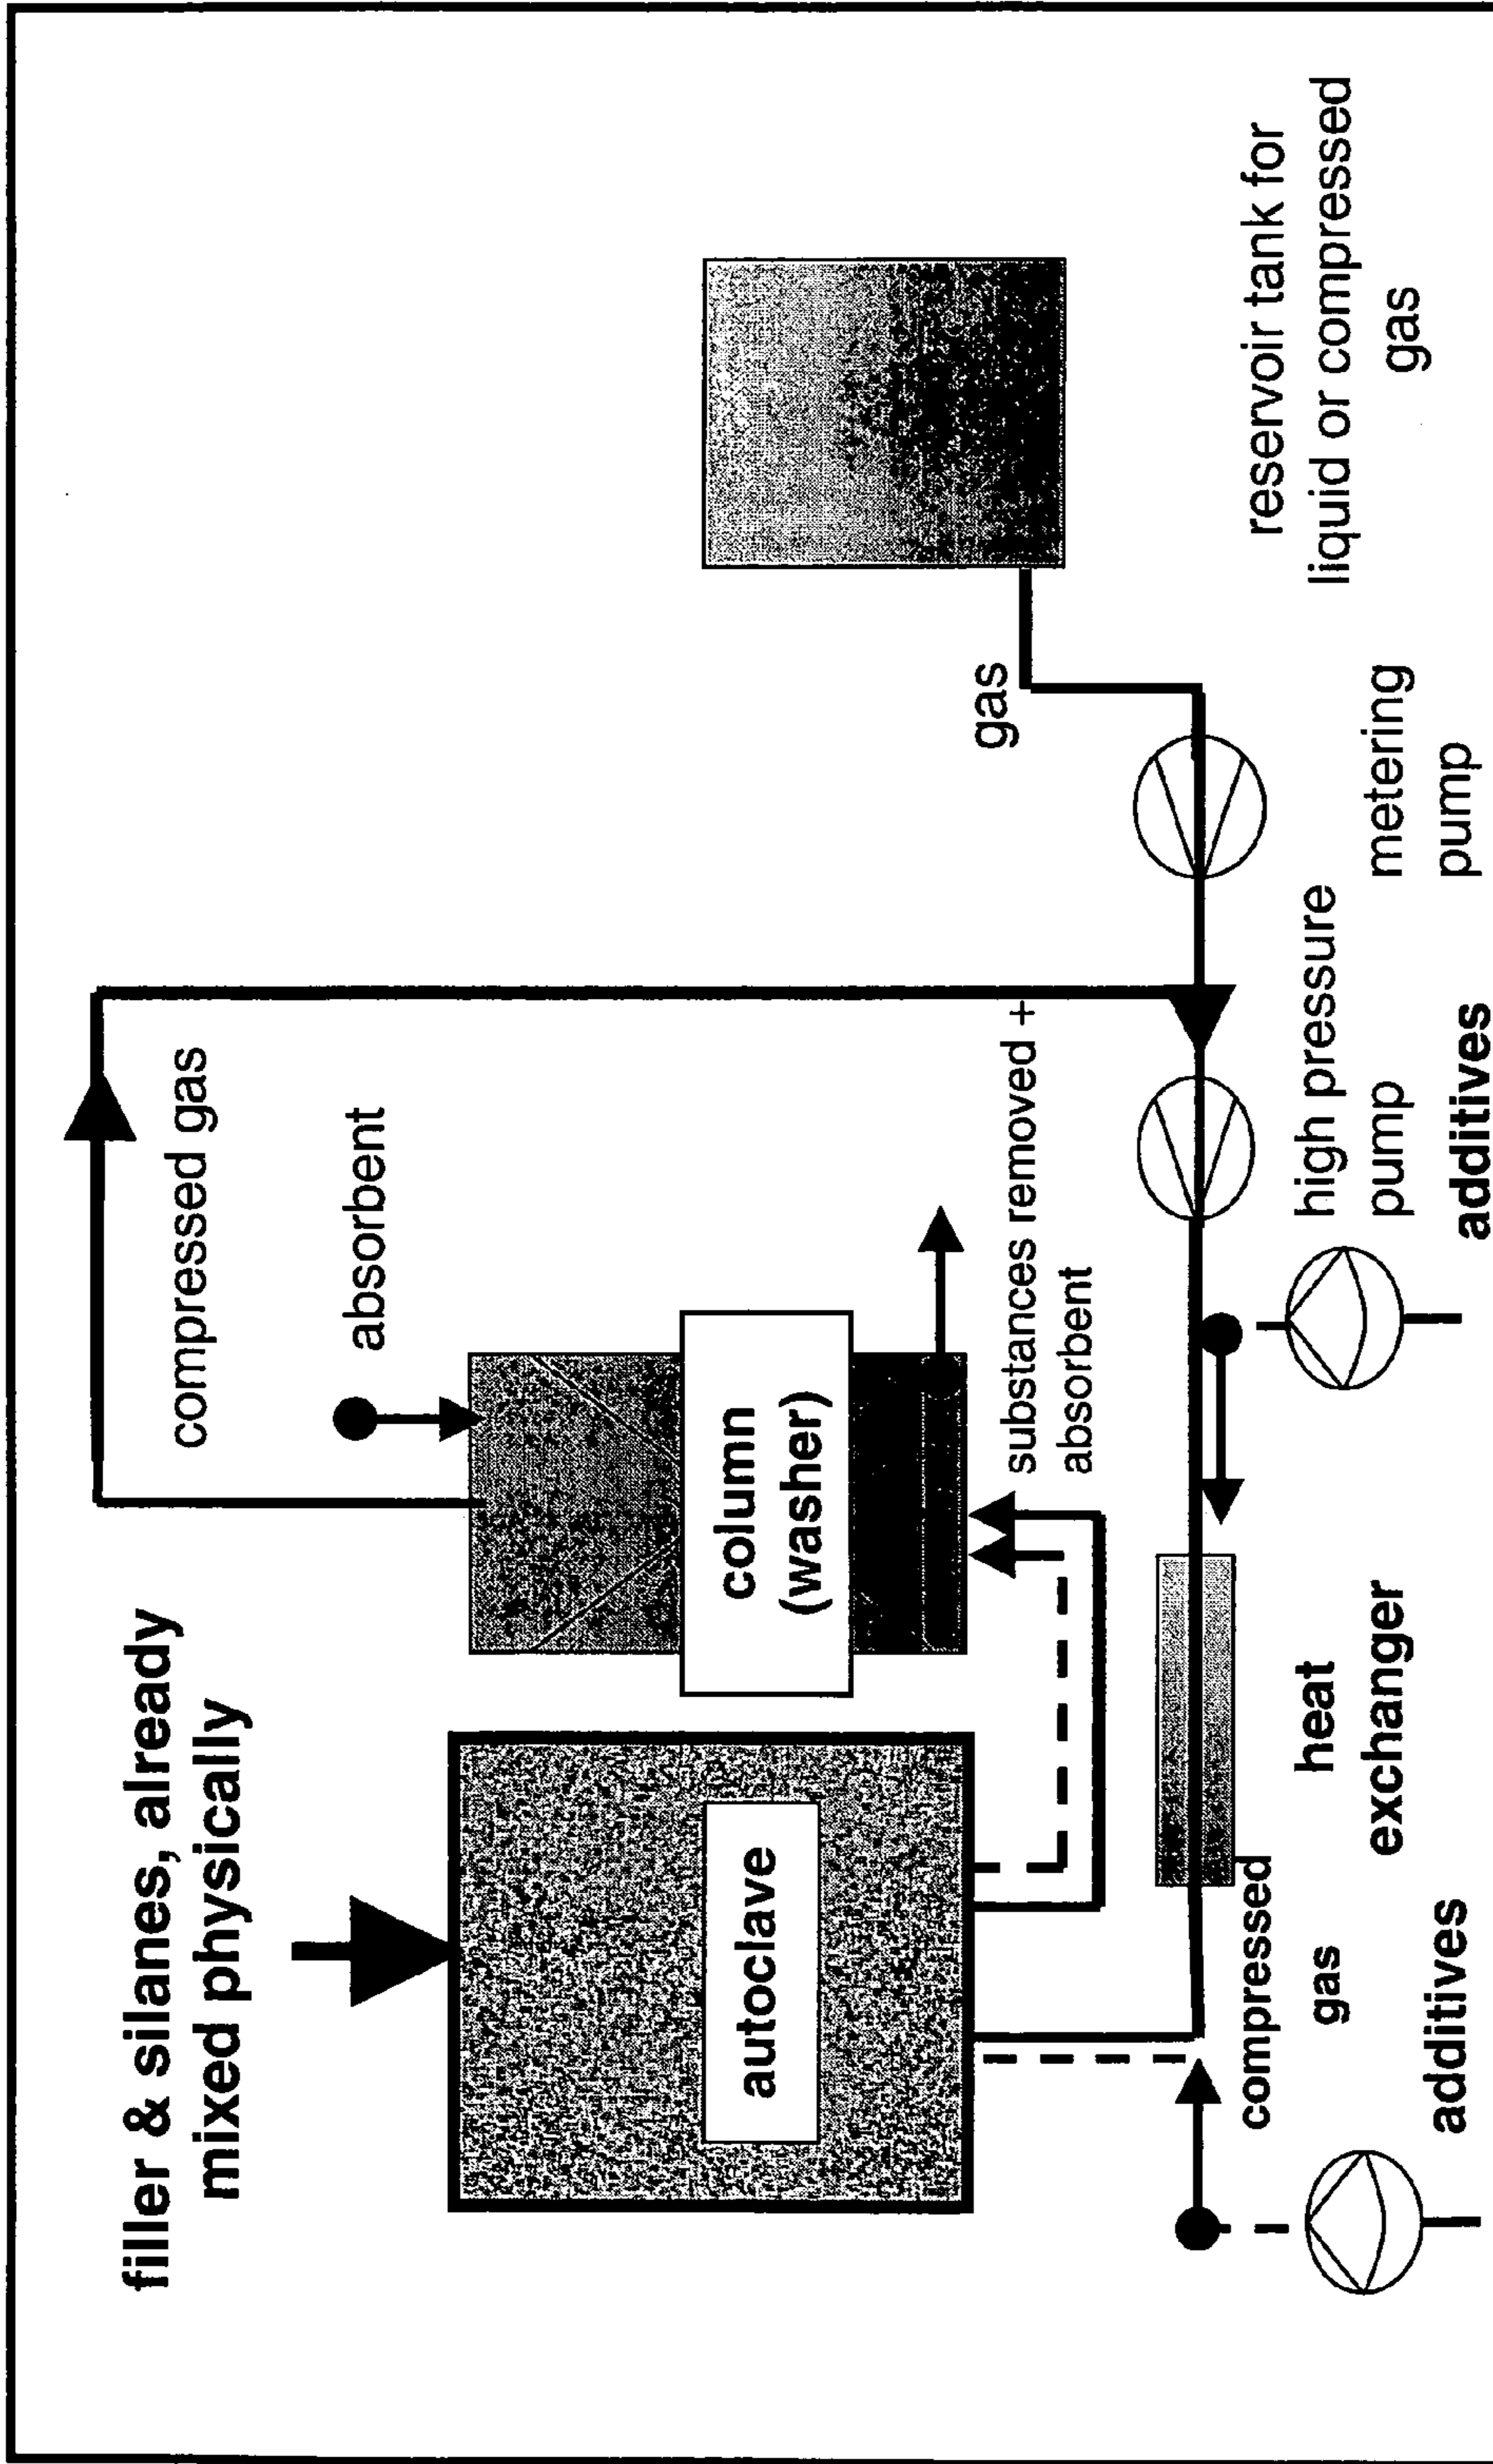 filler & silanes, already
mixed physically
compressed gas
absorbent
autoclave
column
(washer)
substances removed +
absorbent
gas
compressed
gas
heat
exchanger
high pressure
pump
metering
pump
reservoir tank for
liquid or compressed
gas
additives
additives